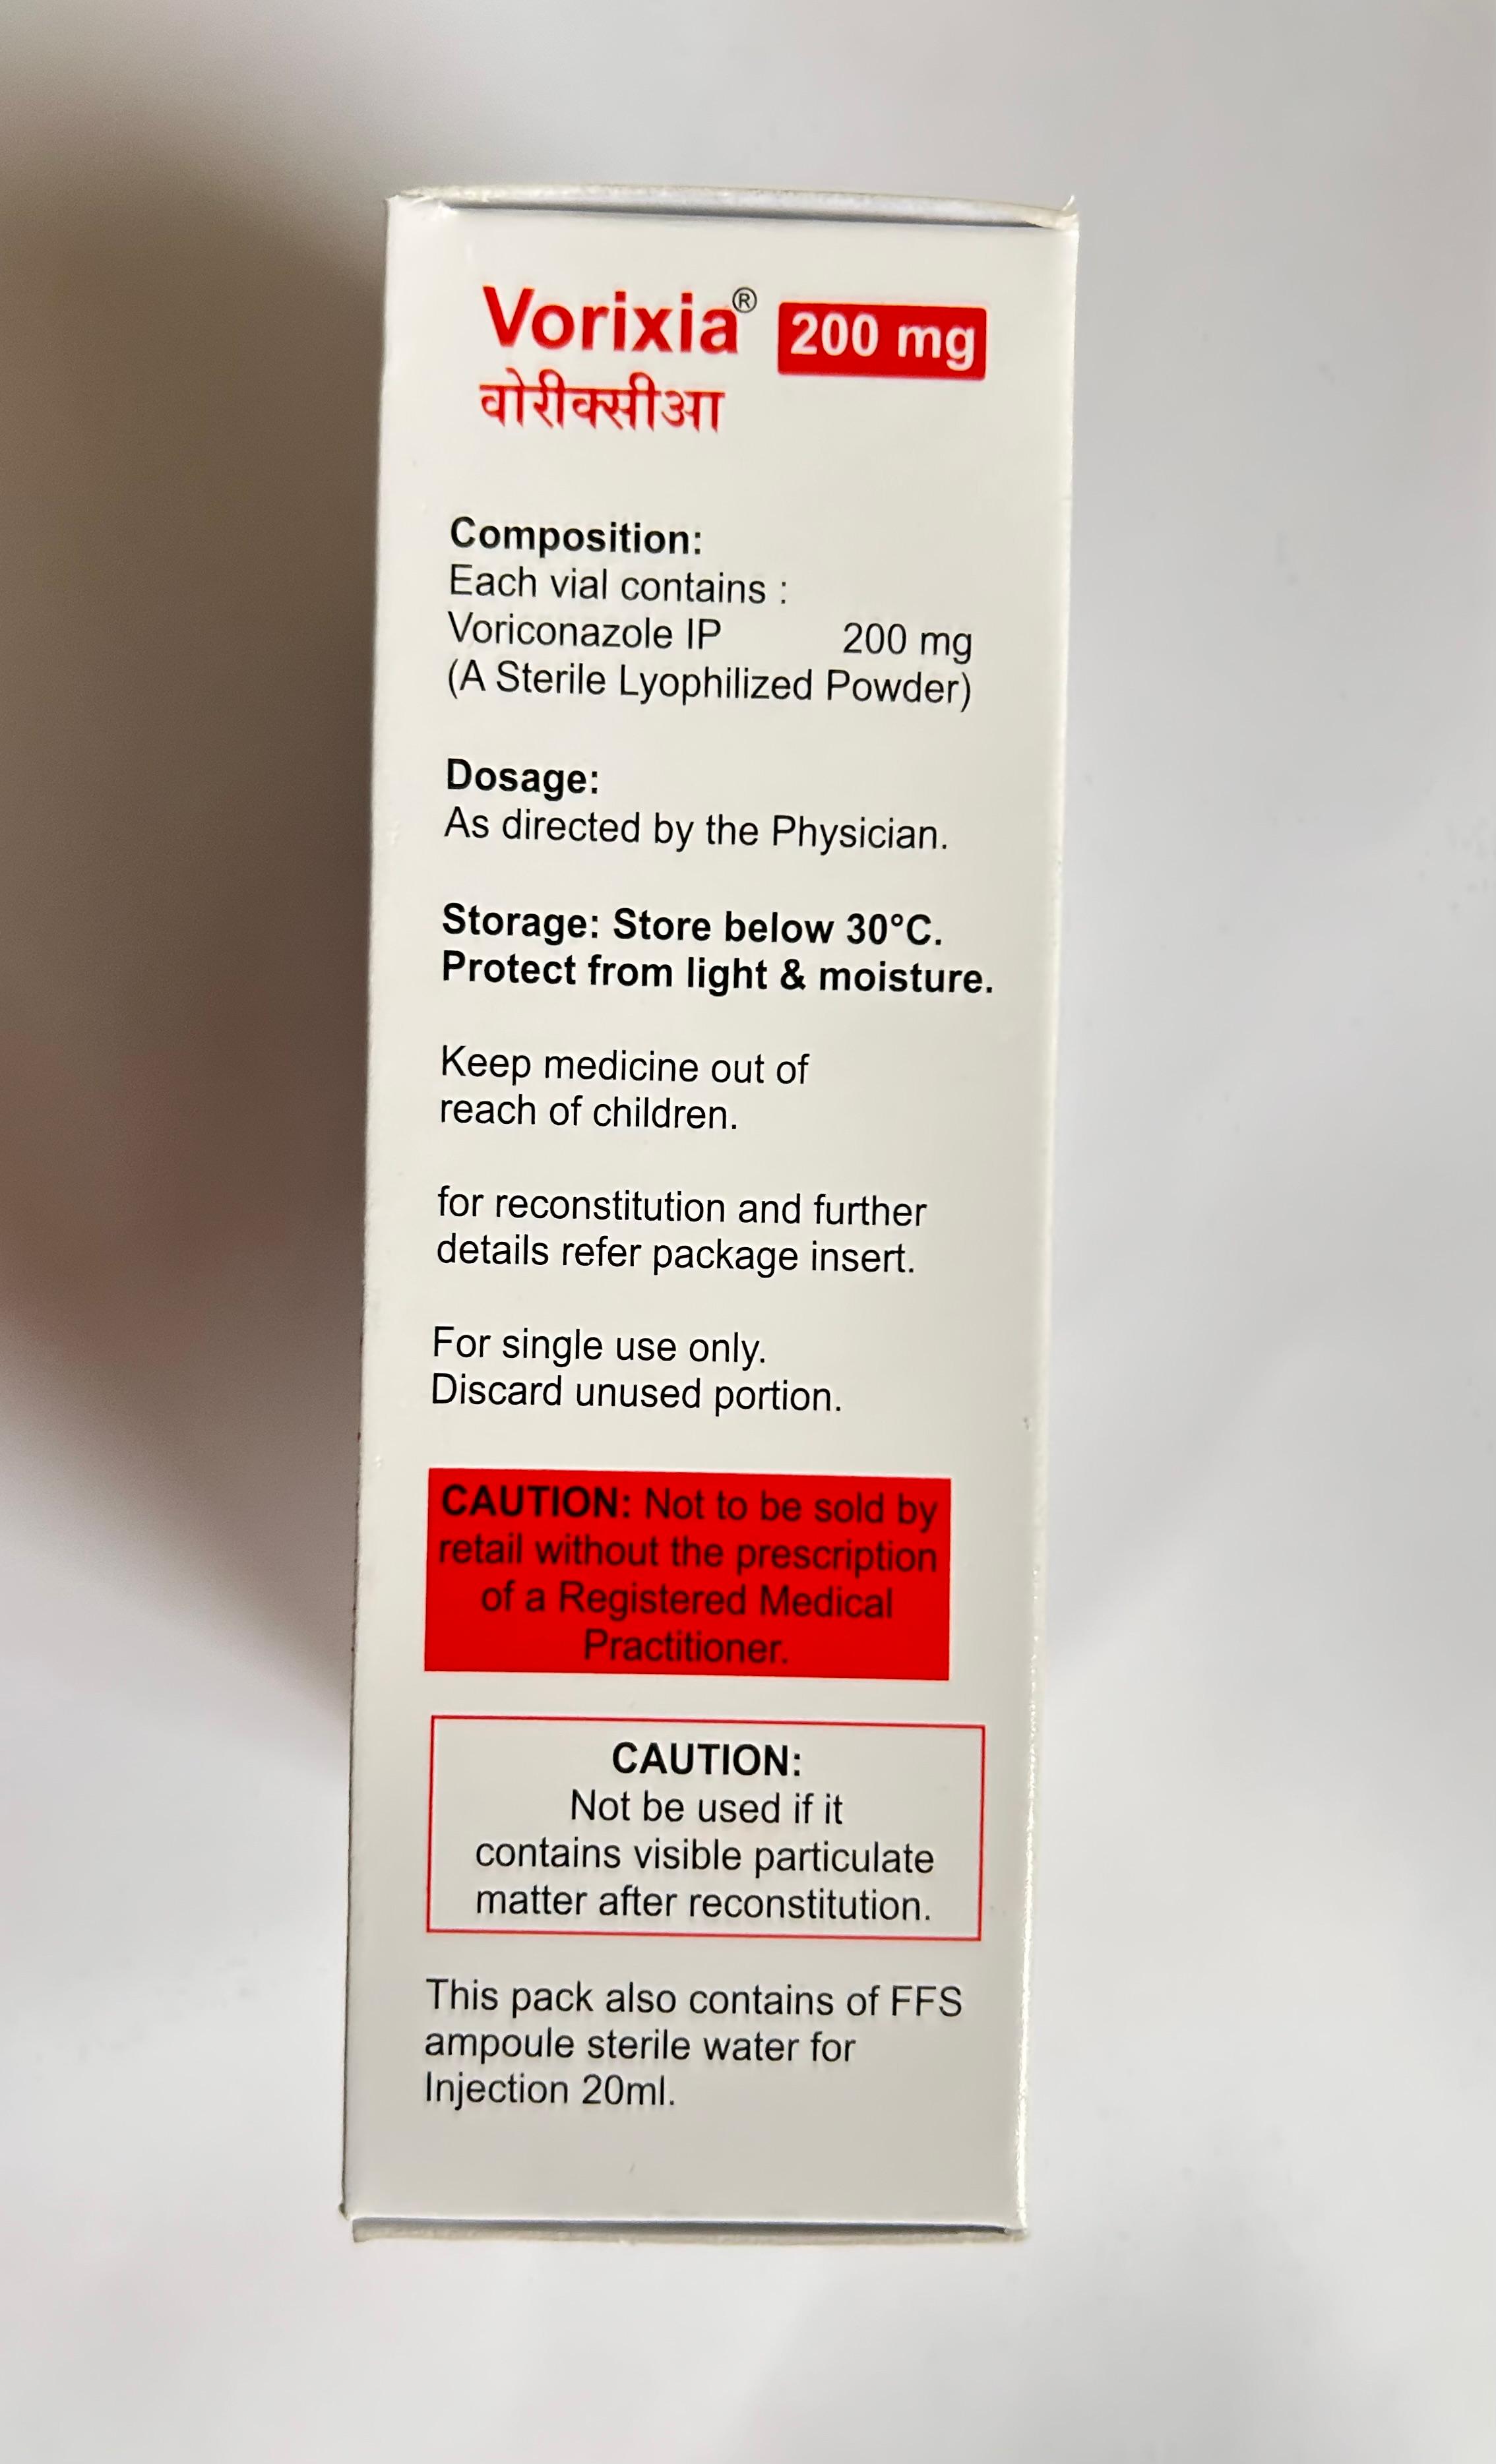 Vorixia® 200 mg
वोरीक्सीआ
Composition:
Each vial contains :
Voriconazole IP 200 mg
(A Sterile Lyophilized Powder)
Dosage:
As directed by the Physician.
Storage: Store below 30°C.
Protect from light & moisture.
Keep medicine out of
reach of children.
for reconstitution and further
details refer package insert.
For single use only.
Discard unused portion.
CAUTION: Not to be sold by
retail without the prescription
of a Registered Medical
Practitioner.
CAUTION:
Not be used if it
contains visible particulate
matter after reconstitution.
This pack also contains of FFS
ampoule sterile water for
Injection 20ml.